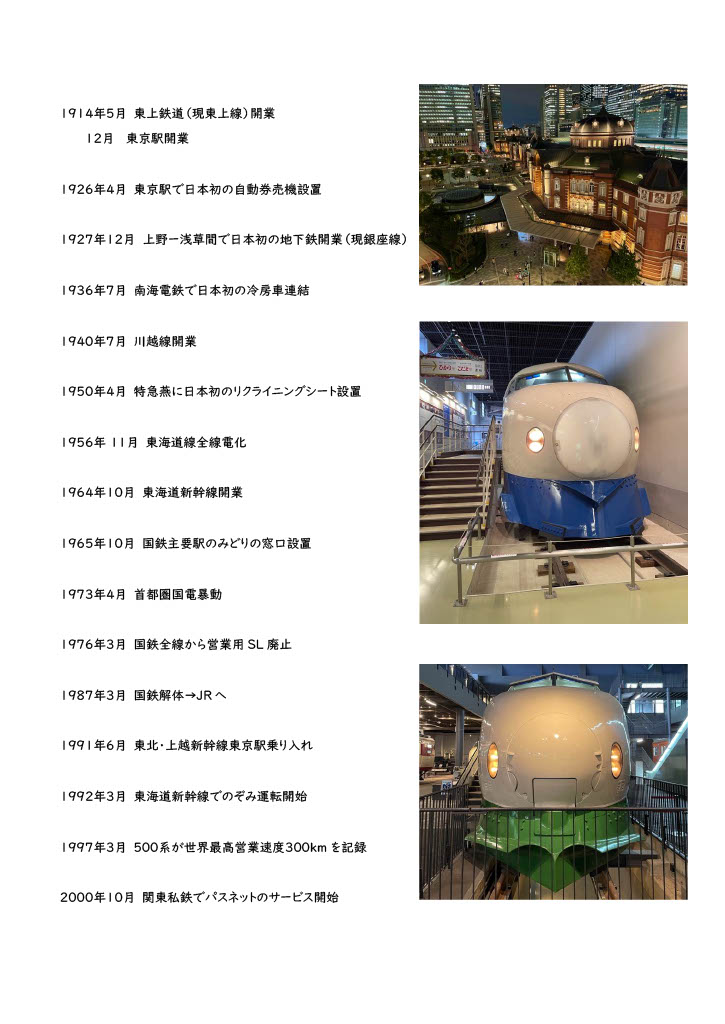 1914年5月 東上鉄道（現東上線）開業
12月 東京駅開業
1926年4月 東京駅で日本初の自動券売機設置
1927年12月 上野ー浅草間で日本初の地下鉄開業（現銀座線）
1936年7月 南海電鉄で日本初の冷房車連結
1940年7月 川越線開業
1950年4月 特急燕に日本初のリクライニングシート設置
1956年 11月 東海道線全線電化
1964年10月 東海道新幹線開業
1965年10月 国鉄主要駅のみどりの窓口設置
1973年4月 首都圏国電暴動
1976年3月 国鉄全線から営業用 SL 廃止
1987年3月 国鉄解体→JR へ
1991年6月 東北・上越新幹線東京駅乗り入れ
1992年3月 東海道新幹線でのぞみ運転開始
1997年3月 500系が世界最高営業速度300km を記録
2000年10月 関東私鉄でパスネットのサービス開始
ひかり こだま